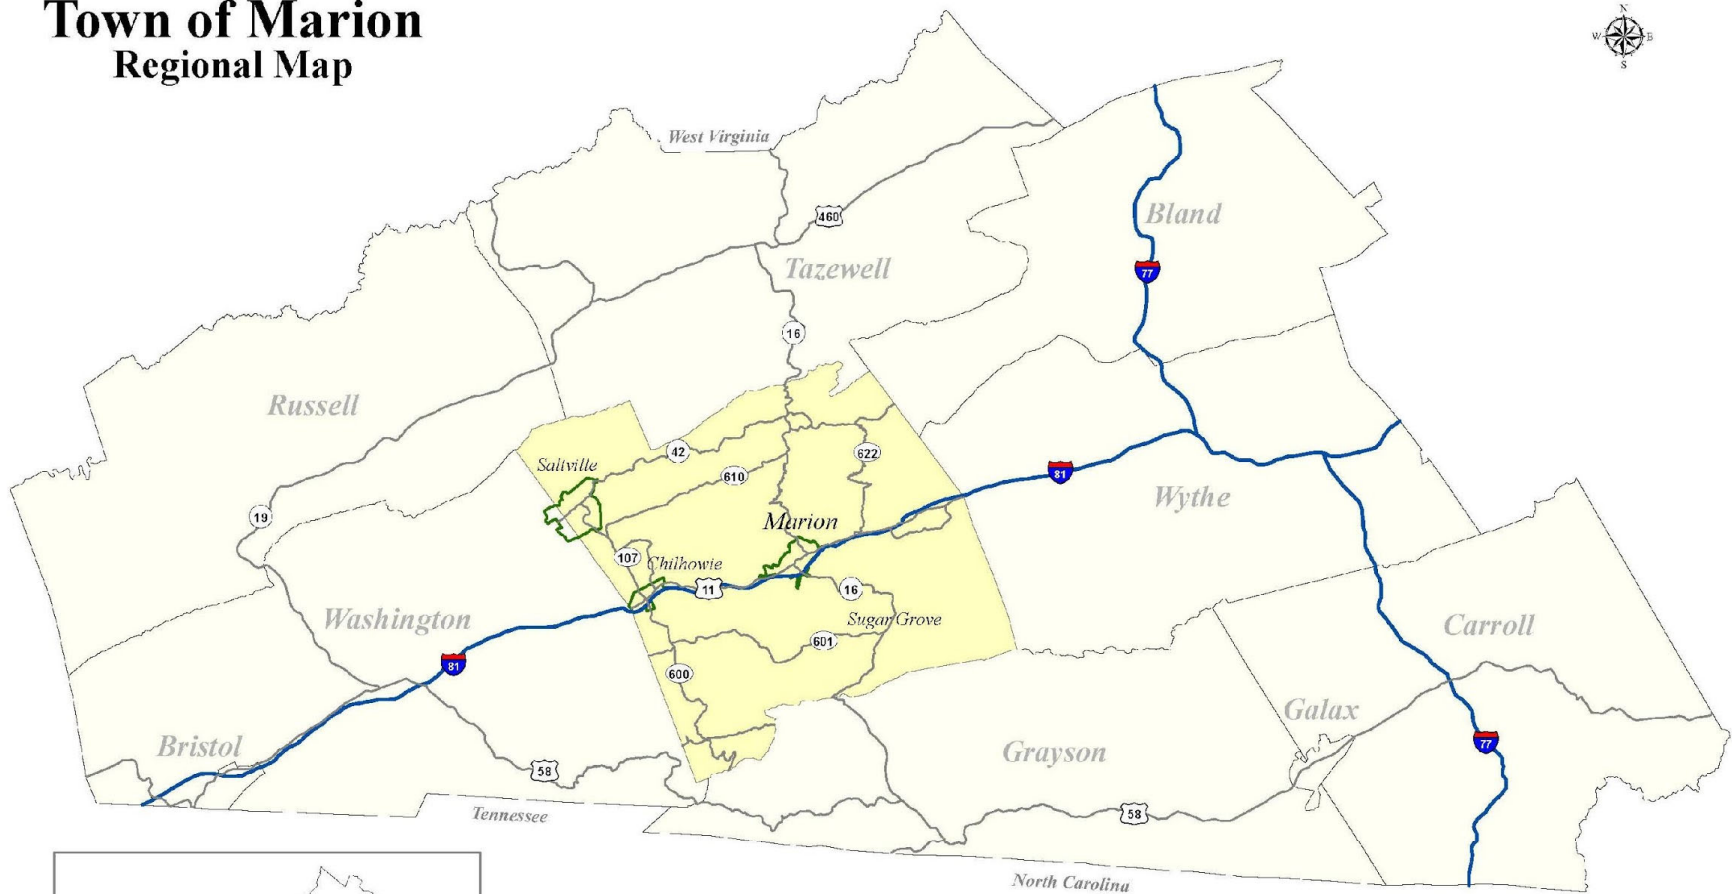 Town of Marion
Regional Map
N
W
E
S
West Virginia
460
Bland
Tazewell
77
16
Russell
42
622
Saltville
610
81
Wythe
19
Marion
107
Chilhowie
11
16
Washington
Sugar Grove
601
Carroll
81
600
Galax
Bristol
Grayson
77
58
58
Tennessee
North Carolina